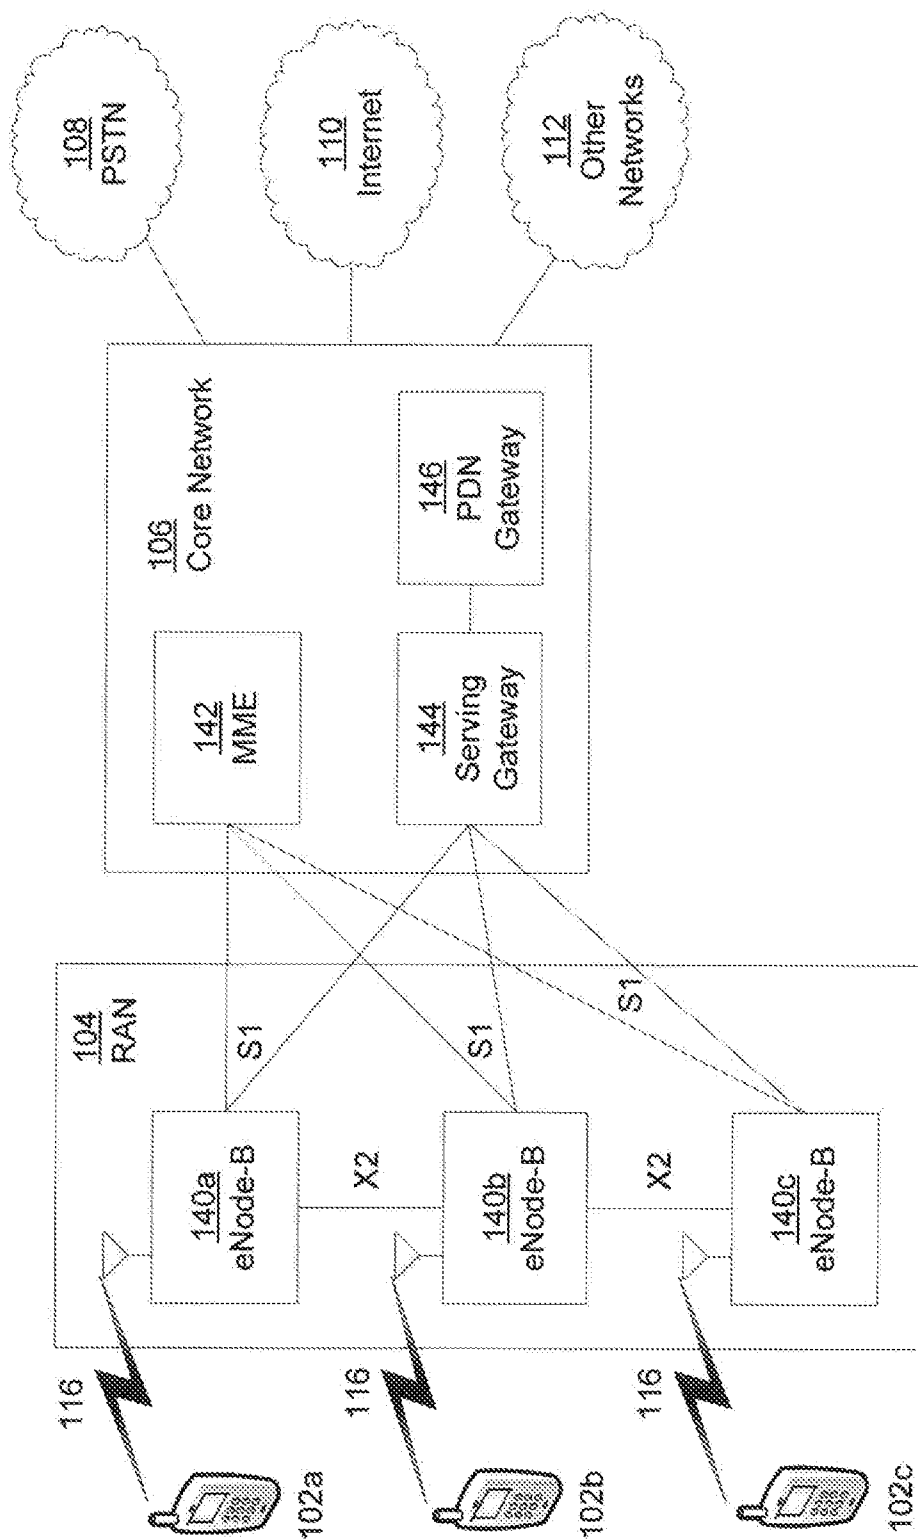 102a
116
102b
116
102c
116
104
RAN
140a
eNode-B
X2
140b
eNode-B
X2
140c
eNode-B
S1
S1
S1
106
Core Network
142
MME
144
Serving
Gateway
146
PDN
Gateway
108
PSTN
110
Internet
112
Other
Networks